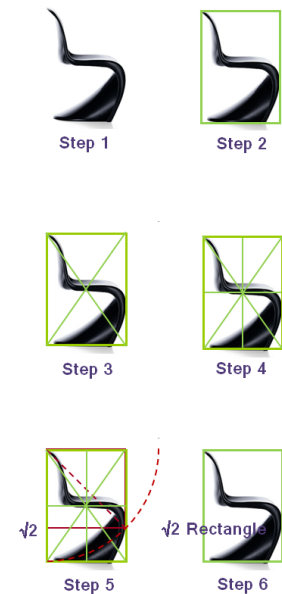 Step 1
Step 2
Step 3
Step 4
√2
√2 Rectangle
Step 5
Step 6